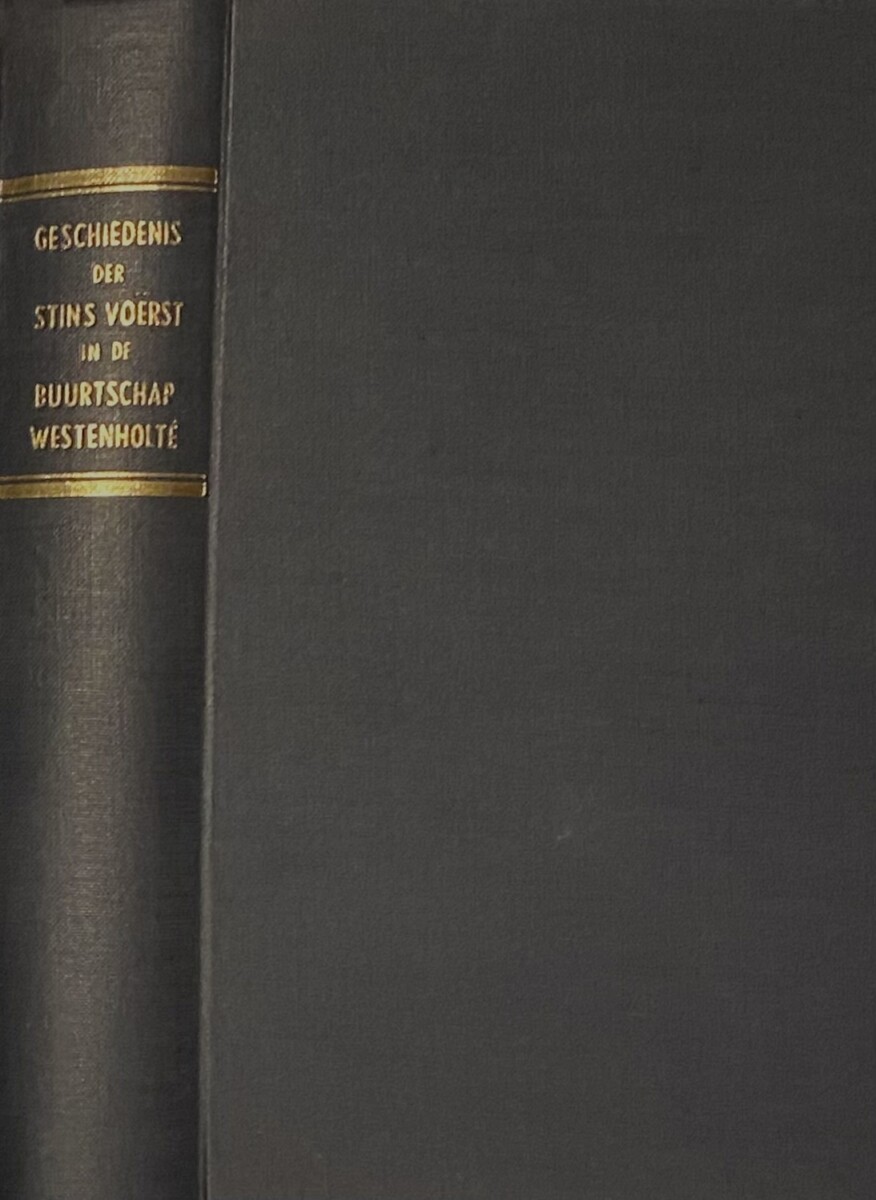 GESCHIEDENIS
DER
STINS VOËRST
IN DE
BUURTSCHAP
WESTENHOLTÉ